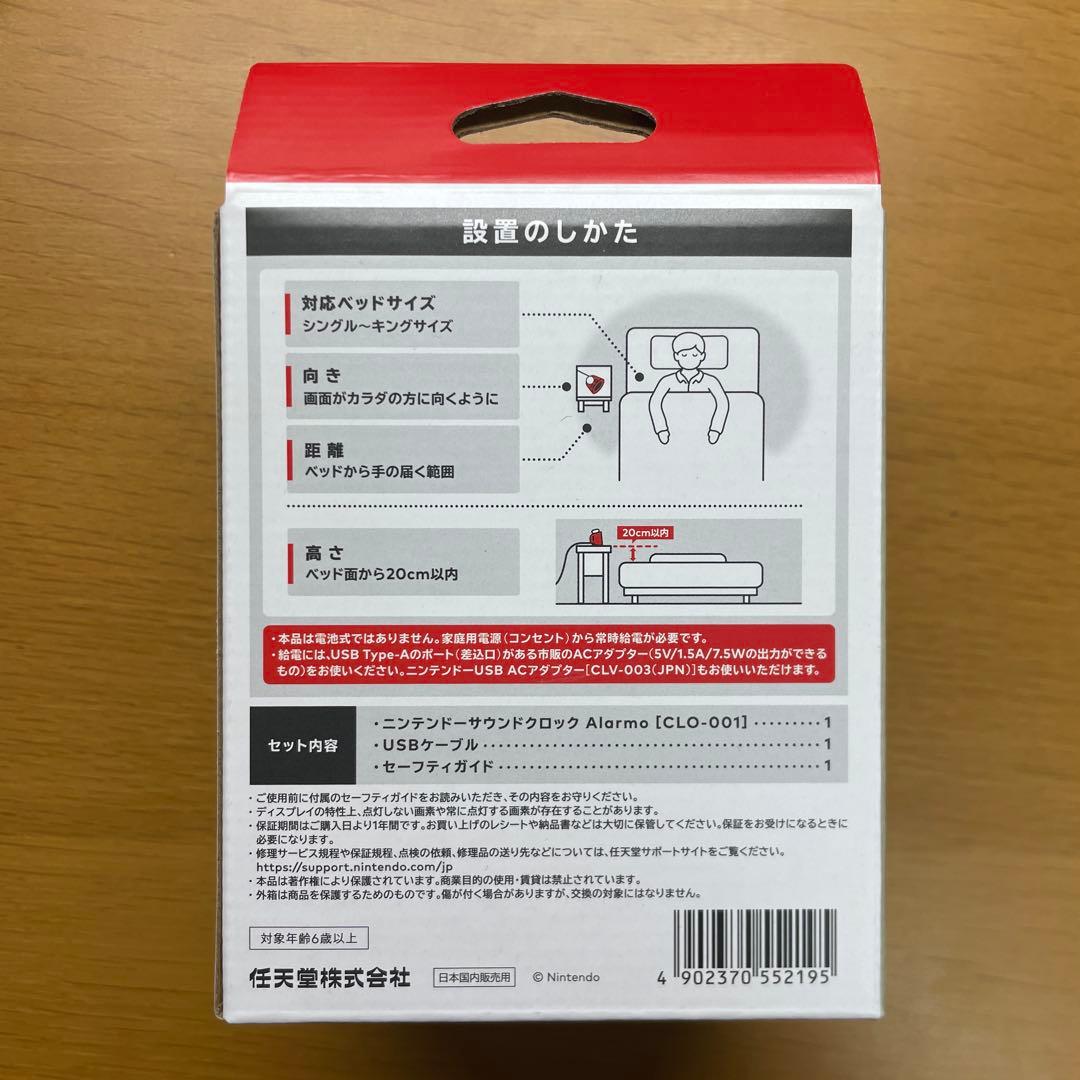 設置のしかた
対応ベッドサイズ
シングル～キングサイズ
向き
画面がカラダの方に向くように
距離
ベッドから手の届く範囲
高さ
ベッド面から20cm以内
20cm以内
・本品は電池式ではありません。家庭用電源（コンセント）から常時給電が必要です。
・給電には、USB Type-Aのポート（差込口）がある市販のACアダプター（5V/1.5A/7.5Wの出力ができる
もの）をお使いください。ニンテンドーUSB ACアダプター[CLV-003（JPN）]もお使いいただけます。
セット内容
・ニンテンドーサウンドクロック Alarmo [CLO-001] ･････････1
・USBケーブル ･････････････････････････････････････････1
・セーフティガイド ･･･････････････････････････････････････1
・ご使用前に付属のセーフティガイドをお読みいただき、その内容をお守りください。
・ディスプレイの特性上、点灯しない画素や常に点灯する画素が存在することがあります。
・保証期間はご購入日より1年間です。お買い上げのレシートや納品書などは大切に保管してください。保証をお受けになるときに
必要になります。
・修理サービス規程や保証規程、点検の依頼、修理品の送り先などについては、任天堂サポートサイトをご覧ください。
https://support.nintendo.com/jp
・本品は著作権により保護されています。商業目的の使用・賃貸は禁止されています。
・外箱は商品を保護するためのものです。傷が付く場合がありますが、交換の対象にはなりません。
対象年齢6歳以上
任天堂株式会社
日本国内販売用
© Nintendo
4 902370 552195